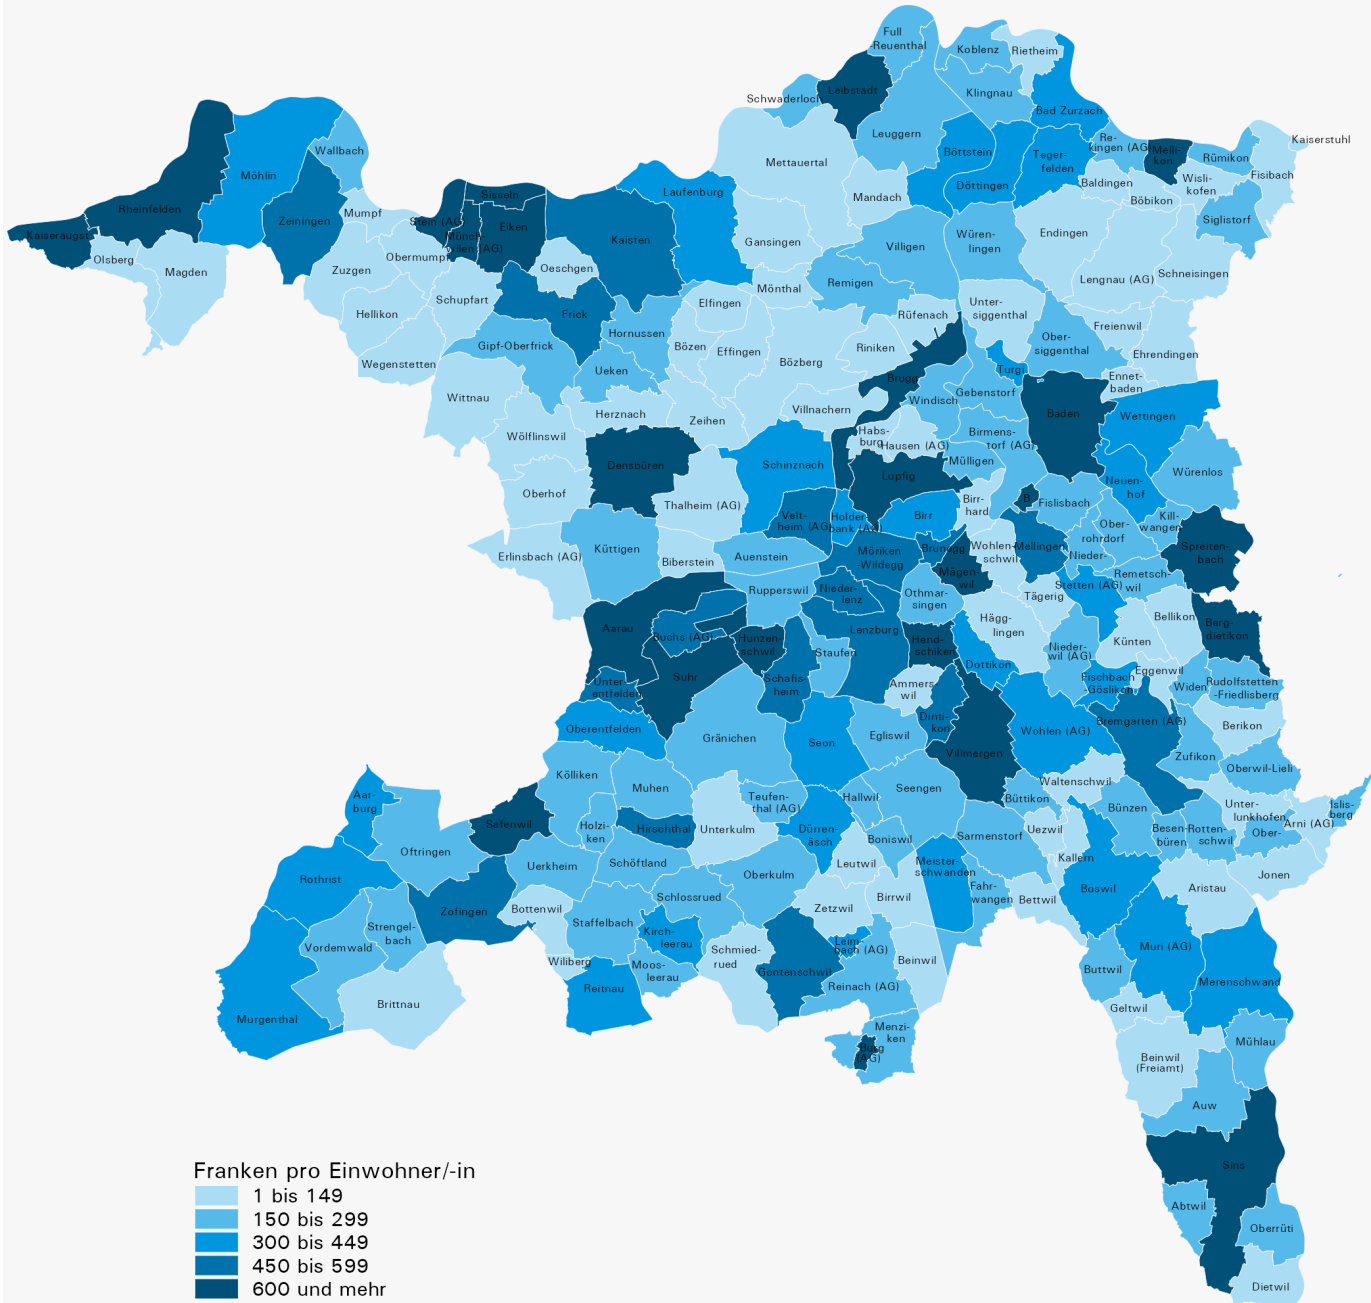 Full
-Reuenthal
Koblenz
Rietheim
Leibstadt
Schwaderloch
Klingnau
Bad Zurzach
Leuggern
Kaiserstuhl
Re-
kingen (AG)
Melli-
kon
Rümikon
Wallbach
Möhlin
Mettauertal
Böttstein
Teger-
felden
Fisibach
Wisli-
kofen
Döttingen
Baldingen
Böbikon
Laufenburg
Sisseln
Mandach
Rheinfelden
Zeiningen
Mumpf
Stein (AG)
Eiken
Siglistorf
Kaiseraugst
Münch-
wilen (AG)
Kaisten
Gansingen
Villigen
Würen-
lingen
Endingen
Olsberg
Magden
Zuzgen
Obermumpf
Oeschgen
Schneisingen
Lengnau (AG)
Mönthal
Remigen
Schupfart
Elfingen
Hellikon
Frick
Rüfenach
Unter-
siggenthal
Freienwil
Hornussen
Gipf-Oberfrick
Bözen
Effingen
Bözberg
Riniken
Ober-
siggenthal
Ehrendingen
Wegenstetten
Ueken
Turgi
Ennet-
baden
Brugg
Gebenstorf
Wittnau
Windisch
Herznach
Zeihen
Villnachern
Baden
Wettingen
Wölflinswil
Habs-
burg
Hausen (AG)
Birmens-
torf (AG)
Densbüren
Schinznach
Mülligen
Würenlos
Lupfig
Neuen-
hof
Oberhof
Thalheim (AG)
Birr-
hard
B.
Fislisbach
Velt-
heim (AG)
Holder-
bank (AG)
Birr
Ober-
rohrdorf
Kill-
wangen
Erlinsbach (AG)
Küttigen
Biberstein
Auenstein
Möriken
-Wildegg
Brunegg
Wohlen-
schwil
Mellingen
Nieder-
Spreiten-
bach
Mägen-
wil
Remetsch-
wil
Rupperswil
Nieder-
lenz
Othmar-
singen
Tägerig
Stetten (AG)
Aarau
Buchs (AG)
Hunzen-
schwil
Lenzburg
Hägg-
lingen
Bellikon
Berg-
dietikon
Hend-
schiken
Künten
Staufen
Nieder-
wil (AG)
Dottikon
Eggenwil
Unter-
entfelden
Suhr
Schafis-
heim
Ammers-
wil
Fischbach
-Göslikon
Widen
Rudolfstetten
-Friedlisberg
Oberentfelden
Gränichen
Seon
Egliswil
Dinti-
kon
Wohlen (AG)
Bremgarten (AG)
Berikon
Villmergen
Zufikon
Oberwil-Lieli
Kölliken
Muhen
Teufen-
thal (AG)
Hallwil
Seengen
Büttikon
Waltenschwil
Aar-
burg
Bünzen
Unter-
lunkhofen
Islis-
berg
Safenwil
Holzi-
ken
Hirschthal
Unterkulm
Dürren-
äsch
Boniswil
Sarmenstorf
Uezwil
Besen-
büren
Rotten-
schwil
Ober-
Arni (AG)
Oftringen
Uerkheim
Schöftland
Leutwil
Meister-
schwanden
Kallern
Rothrist
Oberkulm
Jonen
Boswil
Aristau
Zofingen
Bottenwil
Schlossrued
Zetzwil
Birrwil
Fahr-
wangen
Bettwil
Strengel-
bach
Staffelbach
Kirch-
leerau
Vordemwald
Leim-
bach (AG)
Muri (AG)
Schmied-
rued
Wiliberg
Moos-
leerau
Gontenschwil
Beinwil
Buttwil
Reitnau
Reinach (AG)
Merenschwand
Brittnau
Geltwil
Murgenthal
Menzi-
ken
Burg
(AG)
Mühlau
Beinwil
(Freiamt)
Auw
Sins
Abtwil
Oberrüti
Dietwil
Franken pro Einwohner/-in
1 bis 149
150 bis 299
300 bis 449
450 bis 599
600 und mehr